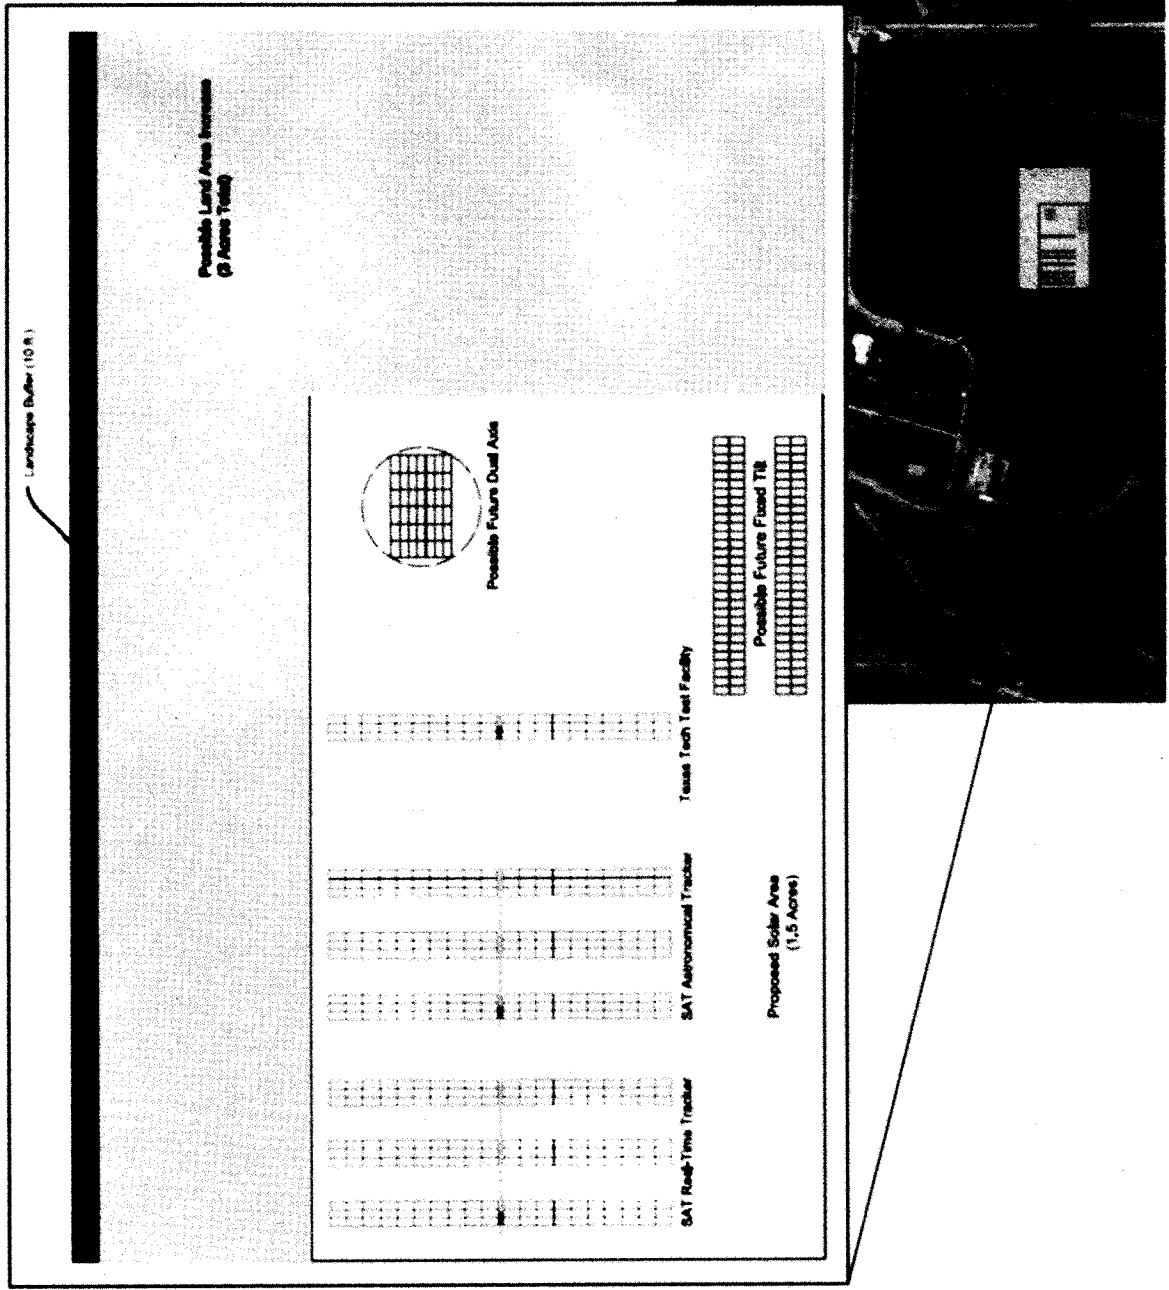 Landscape Buffer (10 ft.)
Possible Land Area Increase
(3 Acres Total)
Possible Future Dual Axis
Possible Future Fixed Tilt
Texas Tech Test Facility
SAT Astronomical Tracker
Proposed Solar Area
(1.5 Acres)
SAT Real-Time Tracker